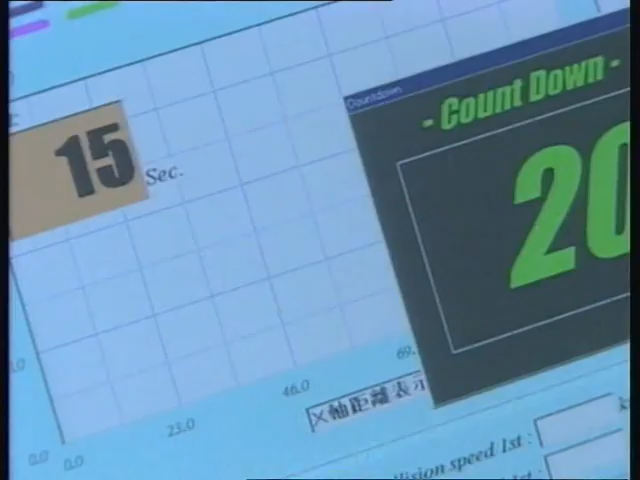 15
Sec.
Countdown
- Count Down -
20
69.
46.0
23.0
0.0
0.0
X軸距離表示
speed 1st :